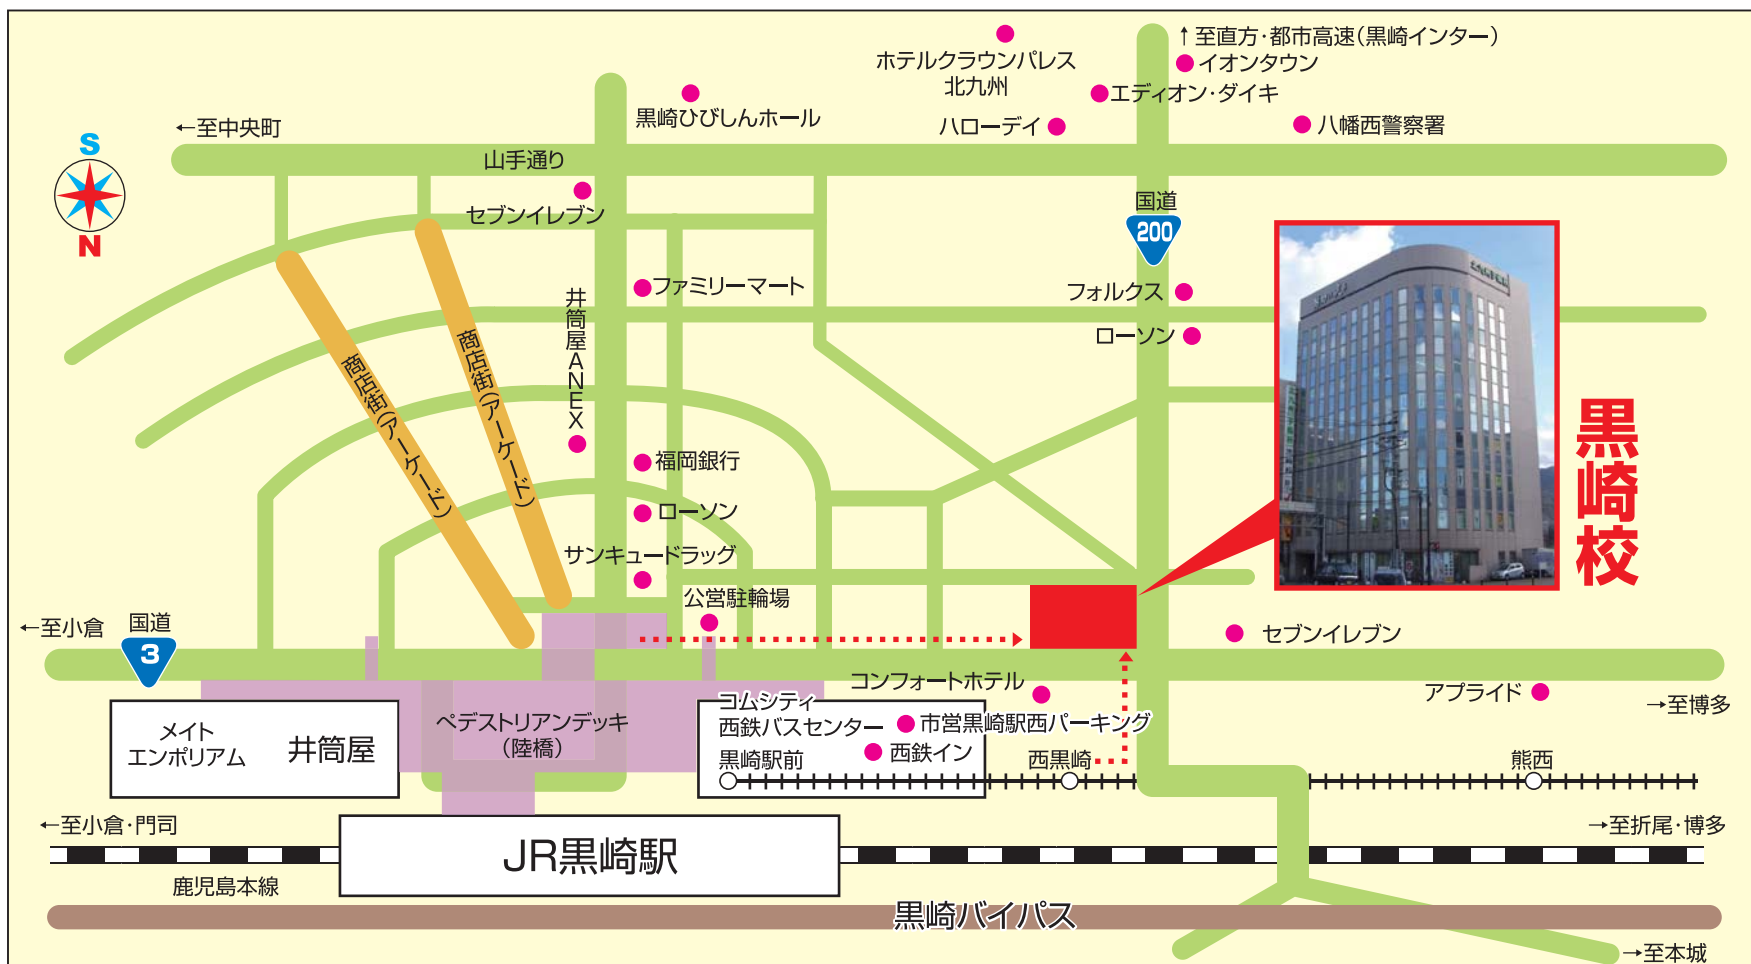 ↑至直方・都市高速(黒崎インター)
ホテルクラウンパレス
北九州
イオンタウン
エディオン・ダイキ
黒崎ひびしんホール
ハローデイ
八幡西警察署
←至中央町
S
N
山手通り
セブンイレブン
国道
200
ファミリーマート
フォルクス
ローソン
井筒屋ANEX
商店街(アーケード)
商店街(アーケード)
福岡銀行
ローソン
サンキュードラッグ
公営駐輪場
黒崎校
←至小倉
国道
3
セブンイレブン
コンフォートホテル
アプライド
→至博多
メイト
エンポリアム
井筒屋
ペデストリアンデッキ
(陸橋)
コムシティ
西鉄バスセンター
市営黒崎駅西パーキング
西鉄イン
黒崎駅前
西黒崎
熊西
←至小倉・門司
→至折尾・博多
JR黒崎駅
鹿児島本線
黒崎バイパス
→至本城